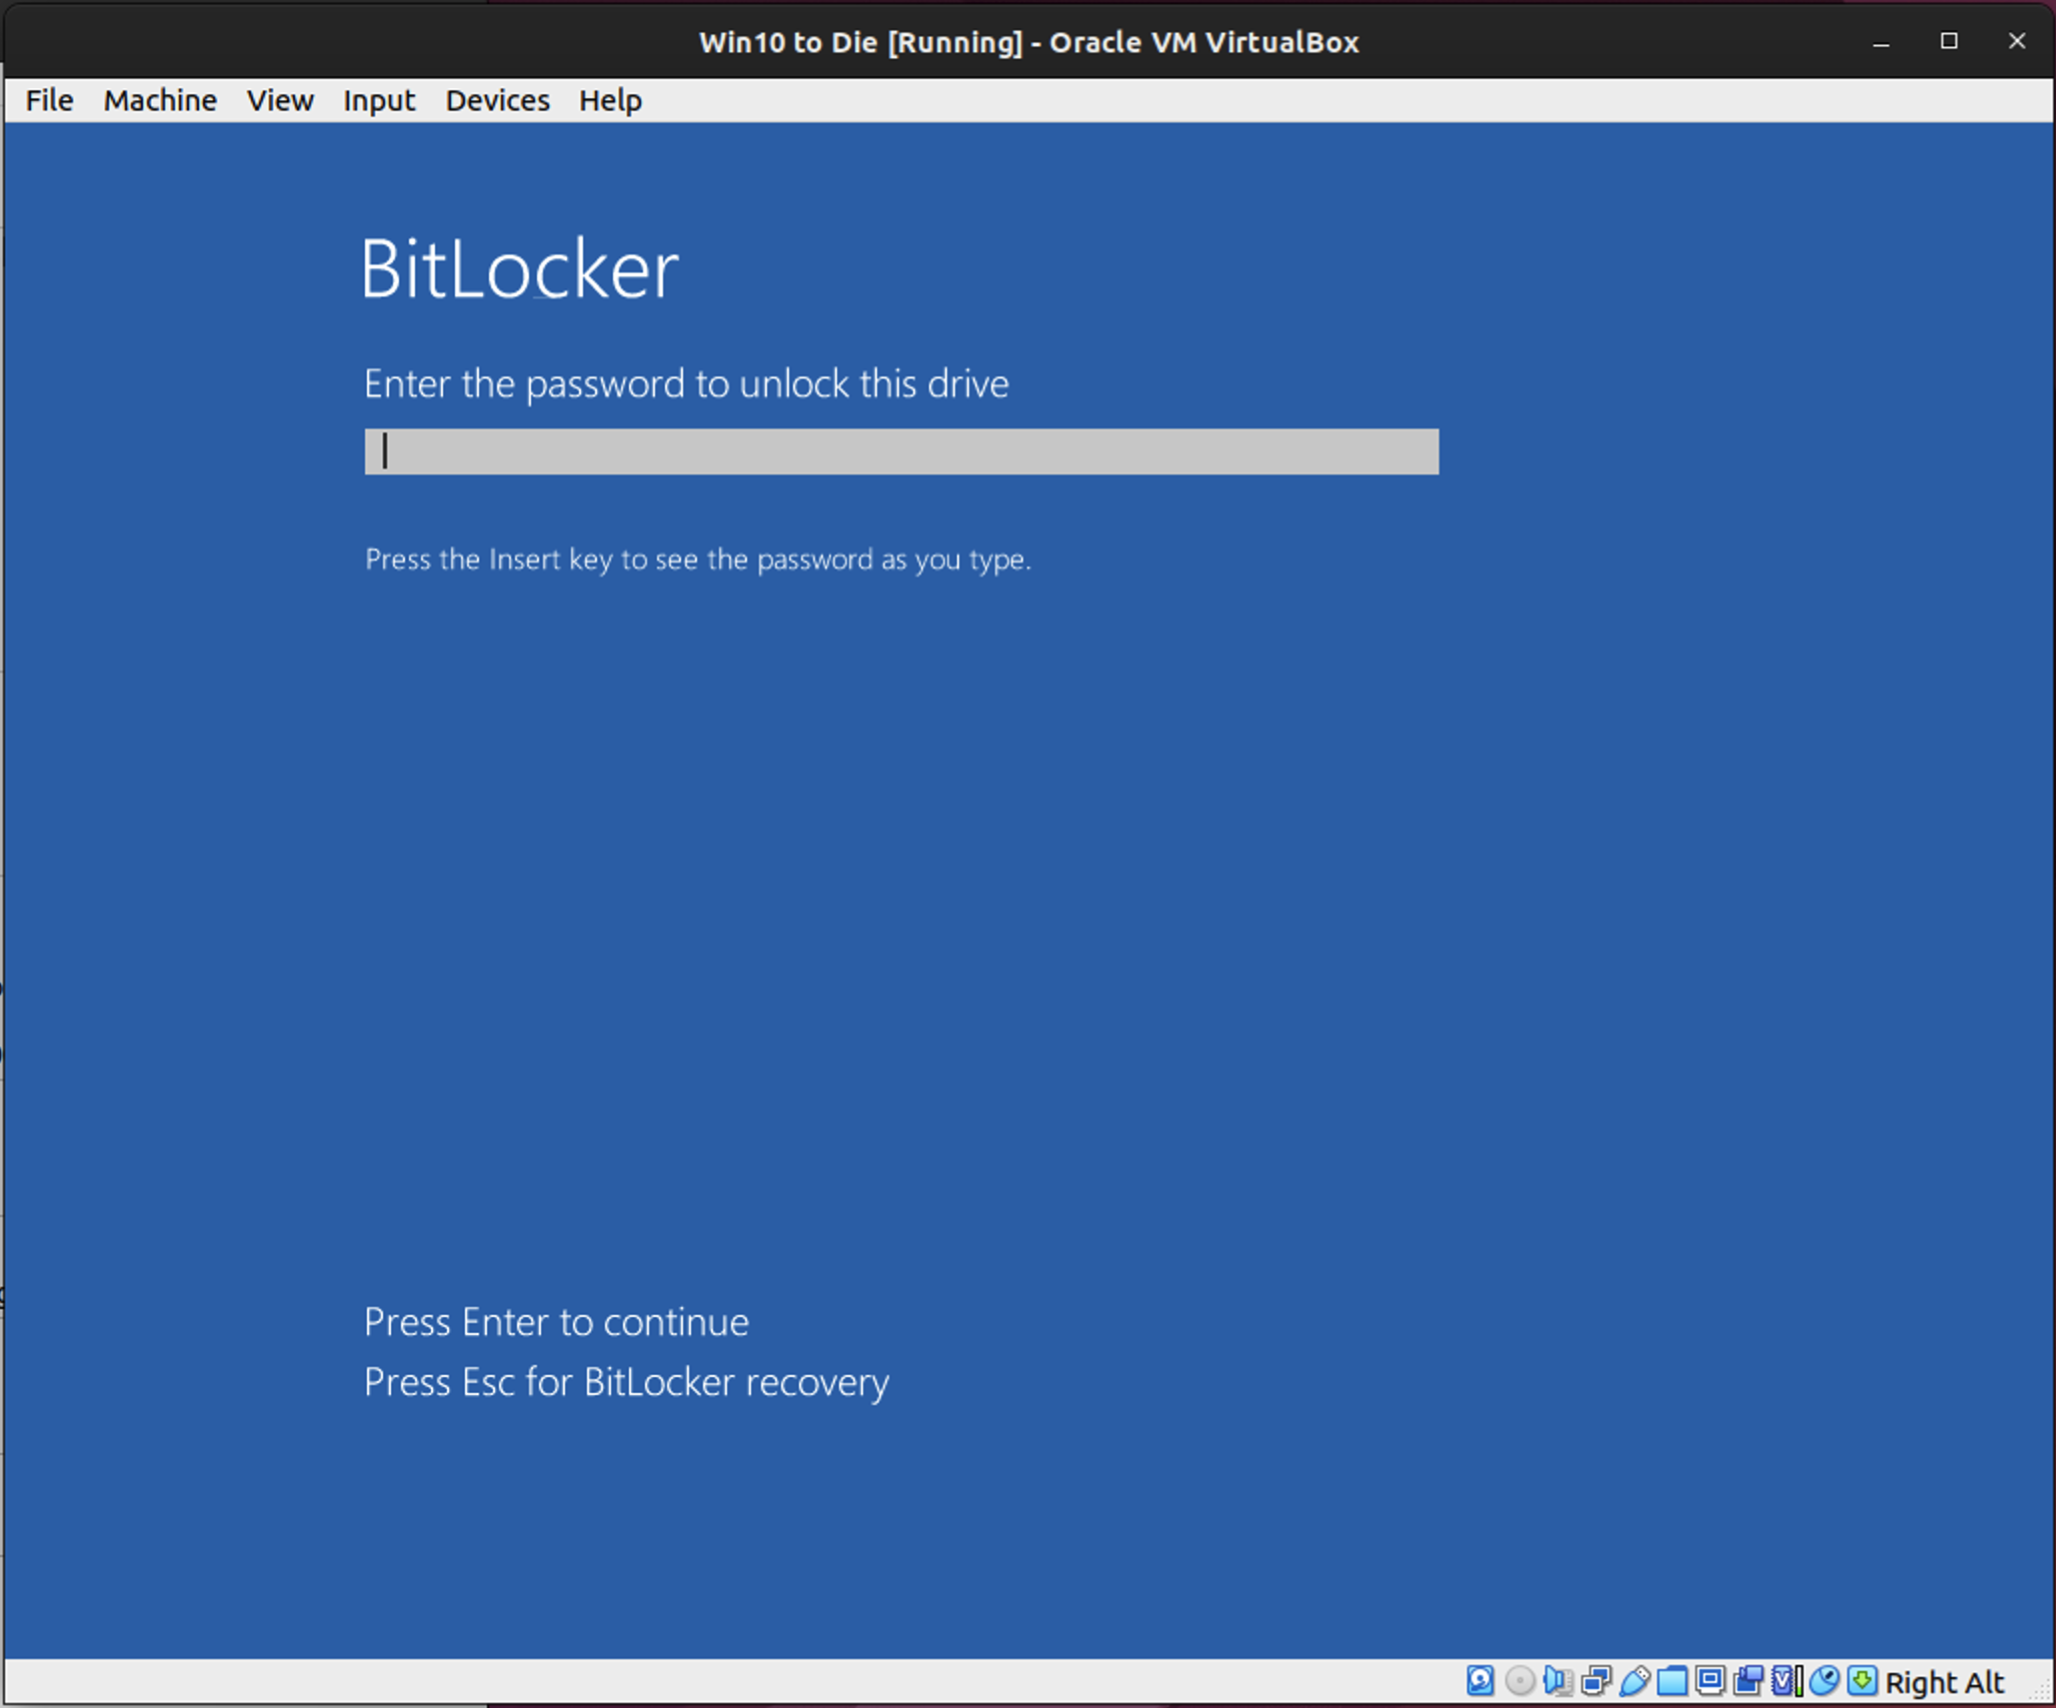 Win10 to Die [Running] - Oracle VM VirtualBox
File Machine View Input Devices Help
BitLocker
Enter the password to unlock this drive
Press the Insert key to see the password as you type.
Press Enter to continue
Press Esc for BitLocker recovery
Right Alt